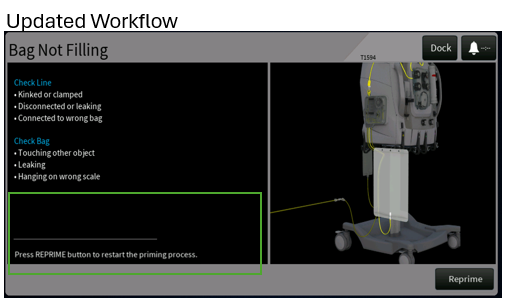 Updated Workflow
Bag Not Filling
T1594
Dock
--:--
Check Line
• Kinked or clamped
• Disconnected or leaking
• Connected to wrong bag
Check Bag
• Touching other object
• Leaking
• Hanging on wrong scale
Press REPRIME button to restart the priming process.
Reprime